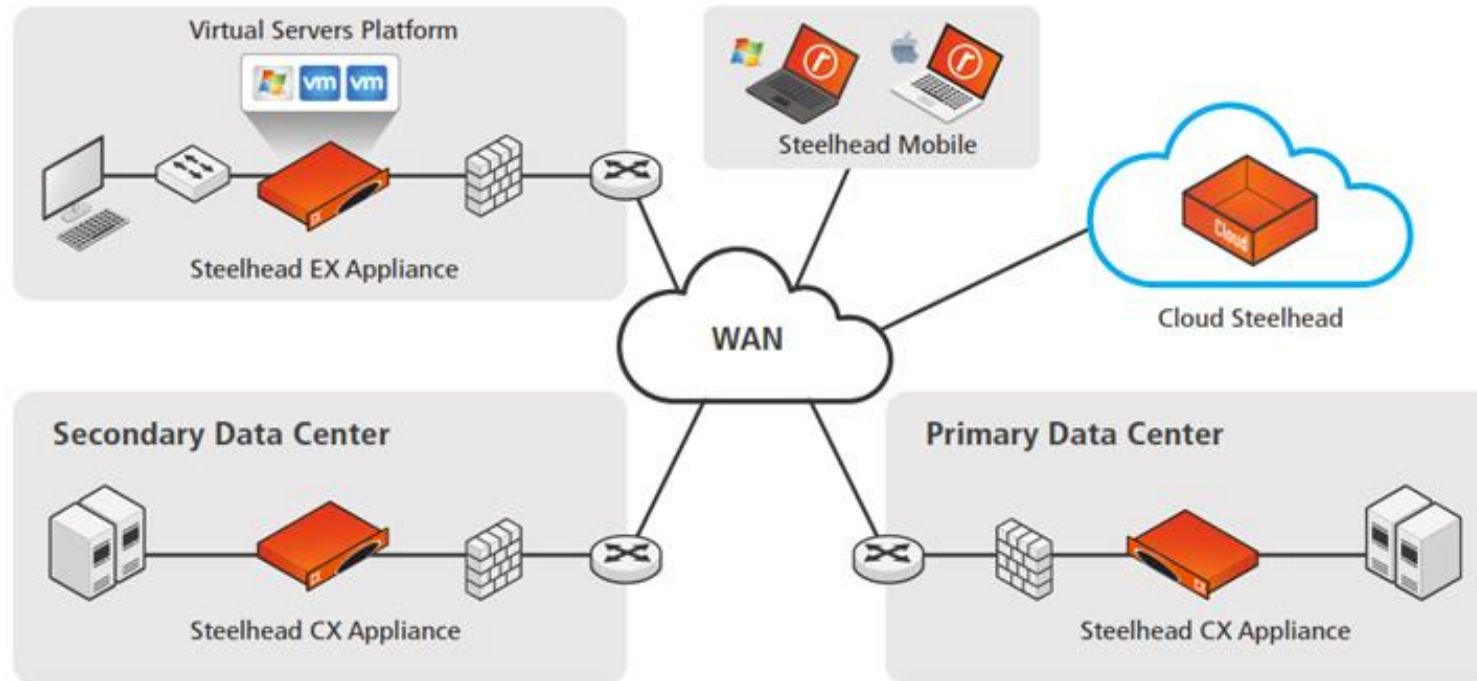 Virtual Servers Platform
vm vm
EX
Steelhead EX Appliance
Steelhead Mobile
Cloud
Cloud Steelhead
WAN
Secondary Data Center
Steelhead CX Appliance
Primary Data Center
Steelhead CX Appliance